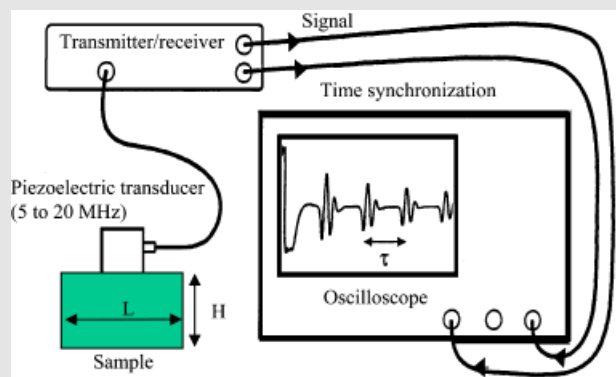 Signal
Transmitter/receiver
Time synchronization
Piezoelectric transducer
(5 to 20 MHz)
τ
L
H
Oscilloscope
Sample